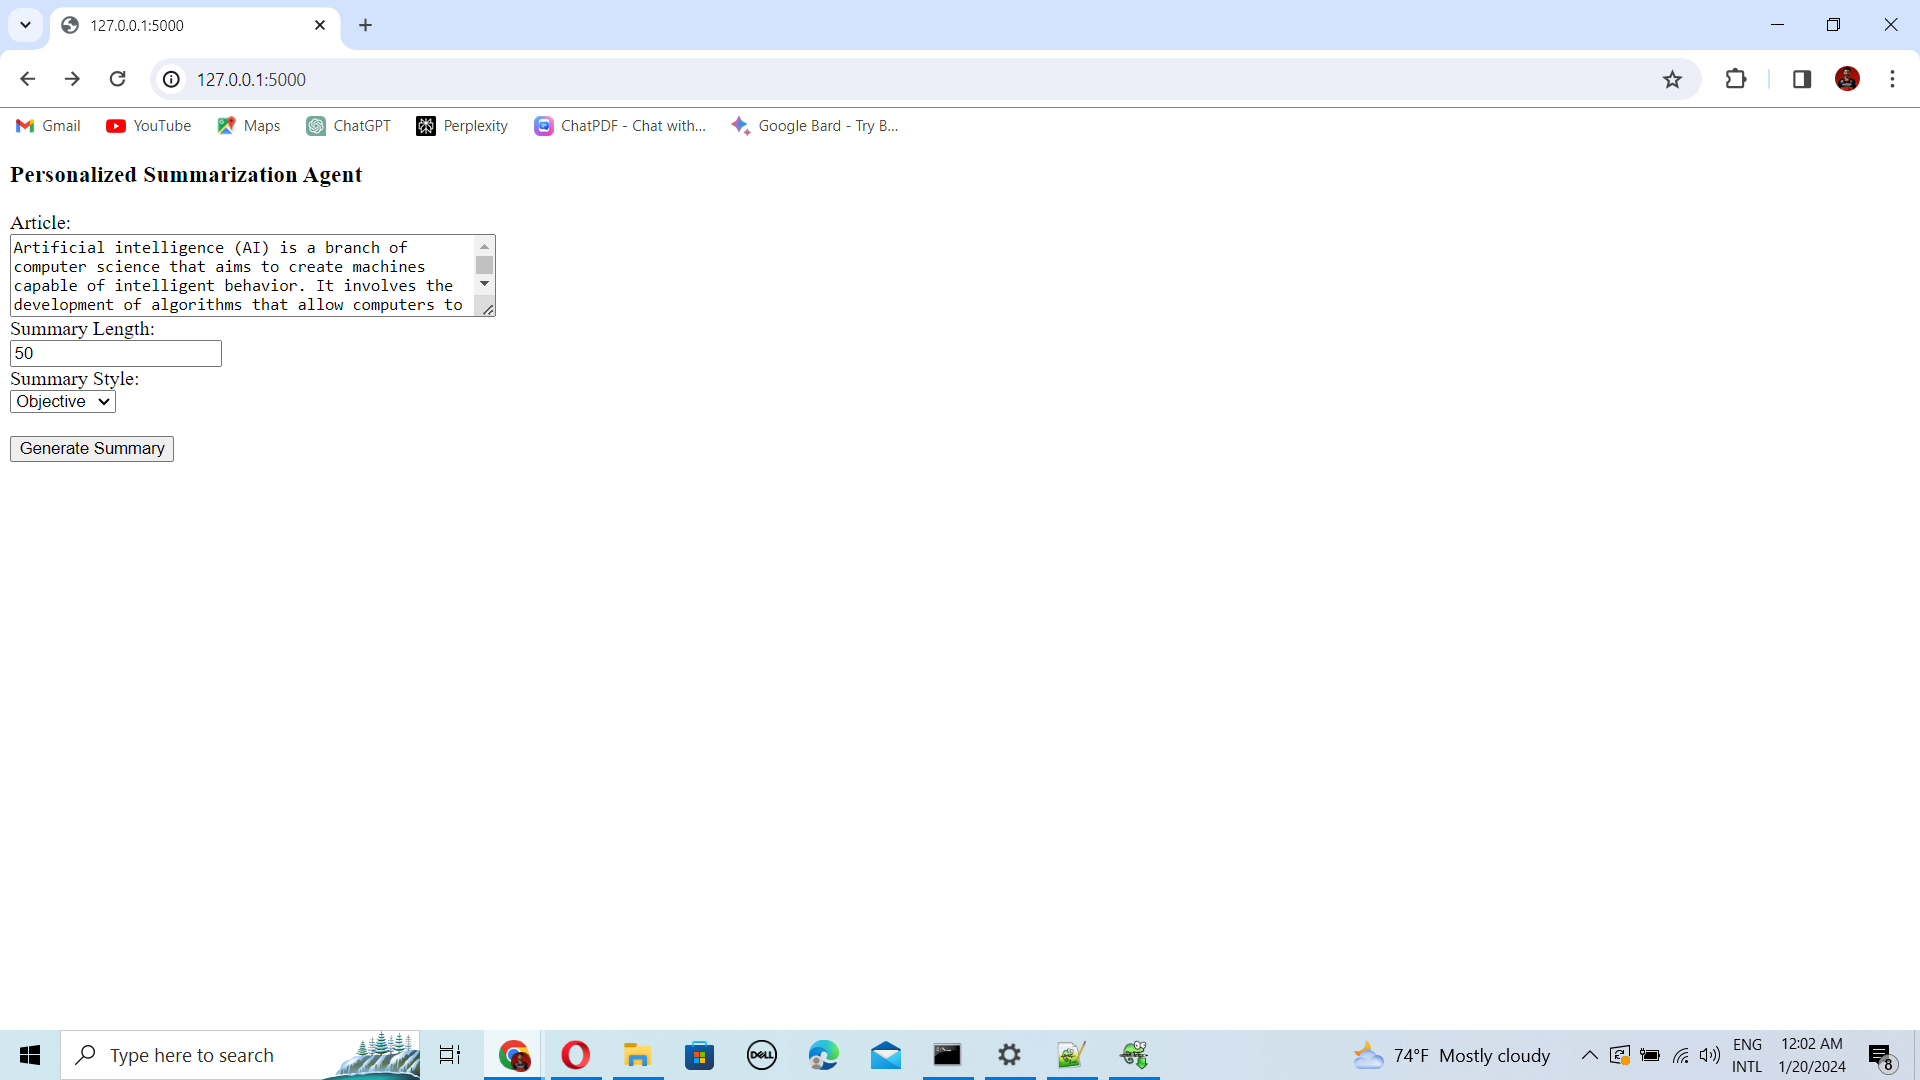 127.0.0.1:5000
127.0.0.1:5000
Gmail YouTube Maps ChatGPT Perplexity ChatPDF - Chat with... Google Bard - Try B...
Personalized Summarization Agent
Article:
Artificial intelligence (AI) is a branch of
computer science that aims to create machines
capable of intelligent behavior. It involves the
development of algorithms that allow computers to
Summary Length:
50
Summary Style:
Objective
Generate Summary
Type here to search
DELL
74°F Mostly cloudy
ENG
INTL
12:02 AM
1/20/2024
8